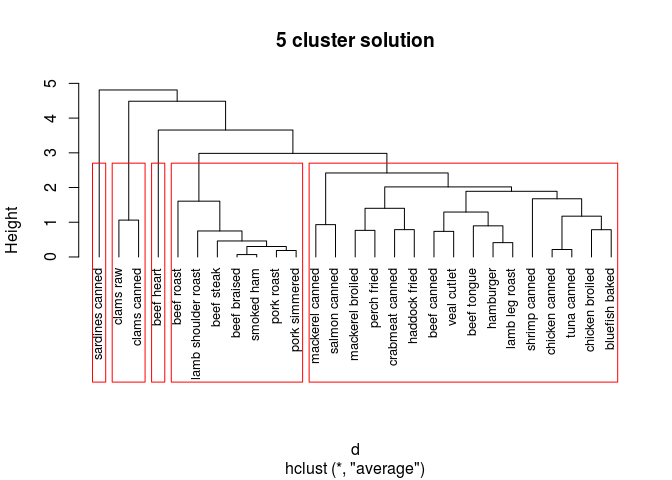 5 cluster solution
Height
5
4
3
2
1
0
sardines canned
clams raw
clams canned
beef heart
beef roast
lamb shoulder roast
beef steak
beef braised
smoked ham
pork roast
pork simmered
mackerel canned
salmon canned
mackerel broiled
perch fried
crabmeat canned
haddock fried
beef canned
veal cutlet
beef tongue
hamburger
lamb leg roast
shrimp canned
chicken canned
tuna canned
chicken broiled
bluefish baked
d
hclust (*, "average")